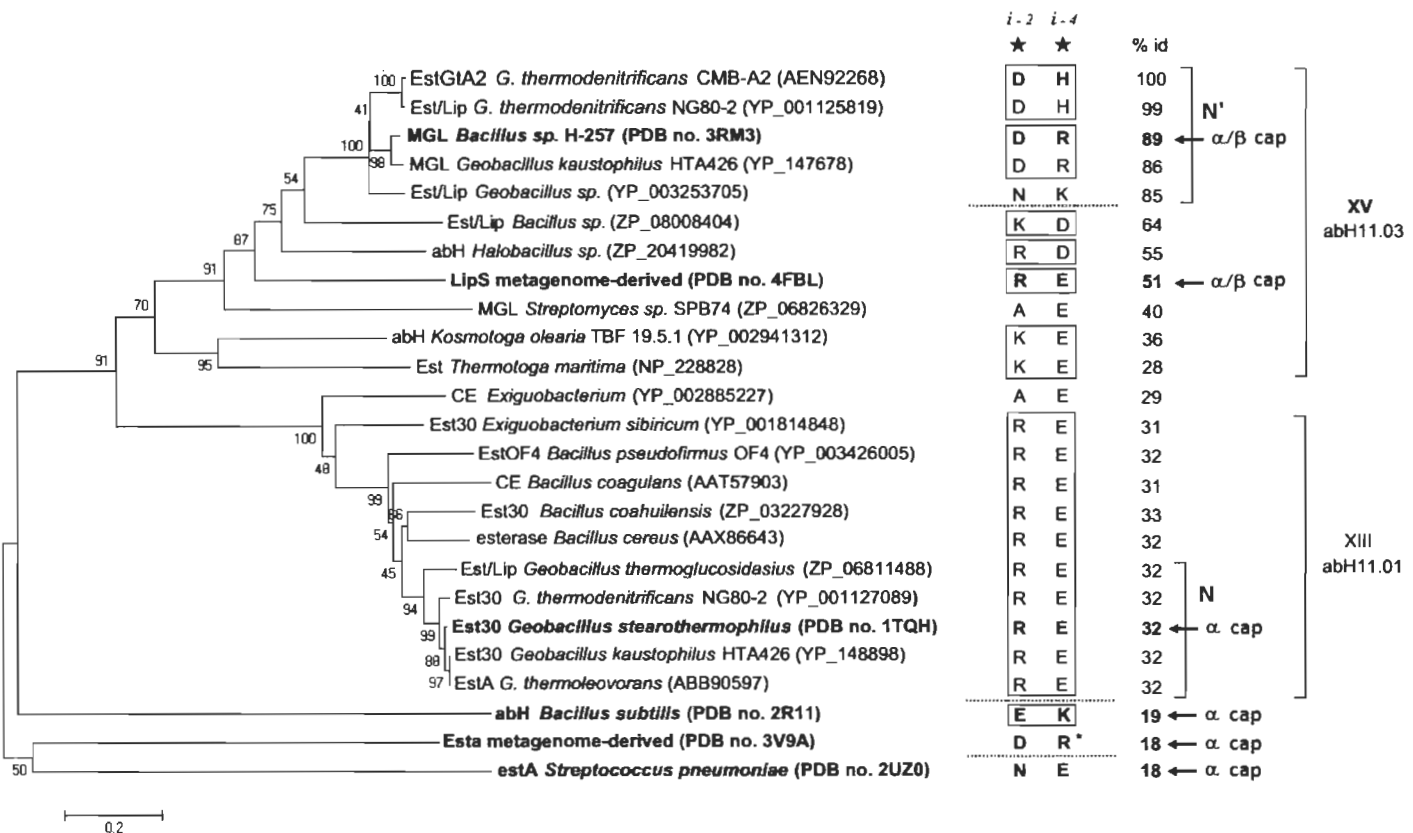 i-2 i-4
★ ★ % id
100 EstGtA2 G. thermodenitrificans CMB-A2 (AEN92268) D H 100
41 Est/Lip G. thermodenitrificans NG80-2 (YP_001125819) D H 99 N'
MGL Bacillus sp. H-257 (PDB no. 3RM3) D R 89 ← α/β cap
100 98 MGL Geobacillus kaustophilus HTA426 (YP_147678) D R 86
54 Est/Lip Geobacillus sp. (YP_003253705) N K 85
75 Est/Lip Bacillus sp. (ZP_08008404) K D 64 XV
87 abH Halobacillus sp. (ZP_20419982) R D 55 abH11.03
91 LipS metagenome-derived (PDB no. 4FBL) R E 51 ← α/β cap
70 MGL Streptomyces sp. SPB74 (ZP_06826329) A E 40
abH Kosmotoga olearia TBF 19.5.1 (YP_002941312) K E 36
91 95 Est Thermotoga maritima (NP_228828) K E 28
CE Exiguobacterium (YP_002885227) A E 29
100 Est30 Exiguobacterium sibiricum (YP_001814848) R E 31
48 EstOF4 Bacillus pseudofirmus OF4 (YP_003426005) R E 32
99 CE Bacillus coagulans (AAT57903) R E 31
Est30 Bacillus coahuilensis (ZP_03227928) R E 33
54 esterase Bacillus cereus (AAX86643) R E 32 XIII
45 Est/Lip Geobacillus thermoglucosidasius (ZP_06811488) R E 32 abH11.01
94 Est30 G. thermodenitrificans NG80-2 (YP_001127089) R E 32 N
99 Est30 Geobacillus stearothermophilus (PDB no. 1TQH) R E 32 ← α cap
88 Est30 Geobacillus kaustophilus HTA426 (YP_148898) R E 32
97 EstA G. thermoleovorans (ABB90597) R E 32
abH Bacillus subtilis (PDB no. 2R11) E K 19 ← α cap
Esta metagenome-derived (PDB no. 3V9A) D R* 18 ← α cap
50 estA Streptococcus pneumoniae (PDB no. 2UZ0) N E 18 ← α cap
0.2